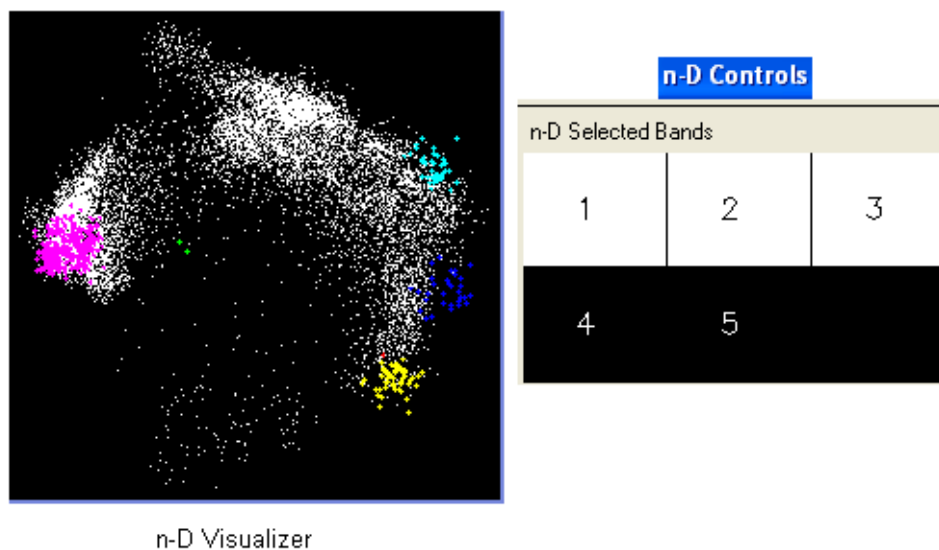 n-D Controls
n-D Selected Bands
1 2 3
4 5
n-D Visualizer